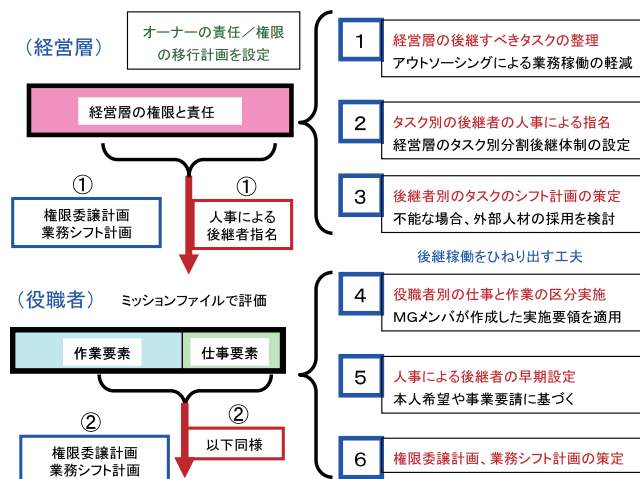 （経営層）
オーナーの責任／権限
の移行計画を設定
経営層の権限と責任
①
①
権限委譲計画
業務シフト計画
人事による
後継者指名
1
経営層の後継すべきタスクの整理
アウトソーシングによる業務稼働の軽減
2
タスク別の後継者の人事による指名
経営層のタスク別分割後継体制の設定
3
後継者別のタスクのシフト計画の策定
不能な場合、外部人材の採用を検討
後継稼働をひねり出す工夫
（役職者）
ミッションファイルで評価
作業要素
仕事要素
②
②
権限委譲計画
業務シフト計画
以下同様
4
役職者別の仕事と作業の区分実施
MGメンバが作成した実施要領を適用
5
人事による後継者の早期設定
本人希望や事業要請に基づく
6
権限委譲計画、業務シフト計画の策定